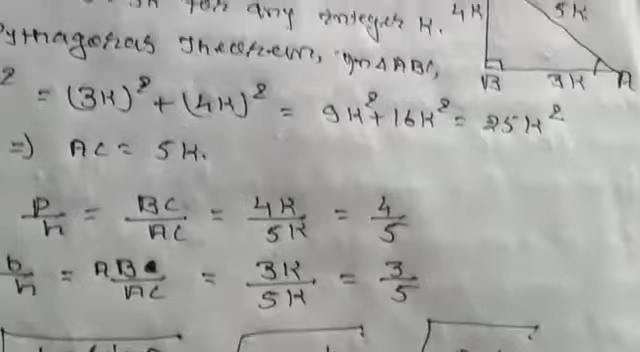 for any integer K.
4K 5K
Pythagoras Theorem, in △ABC,
B 3K A
2 = (3K)² + (4K)² = 9K² + 16K² = 25K²
=) AC = 5K.
p/h = BC/AC = 4K/5K = 4/5
b/h = AB/AC = 3K/5K = 3/5